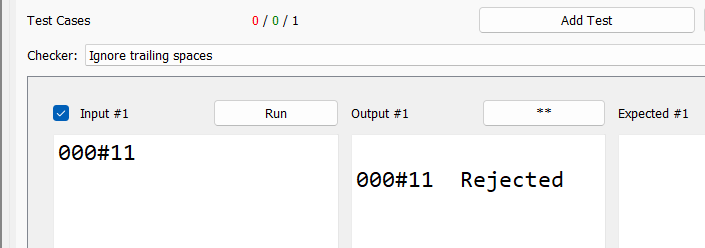 Test Cases 0 / 0 / 1 Add Test
Checker: Ignore trailing spaces
Input #1 Run Output #1 ** Expected #1
000#11
000#11  Rejected